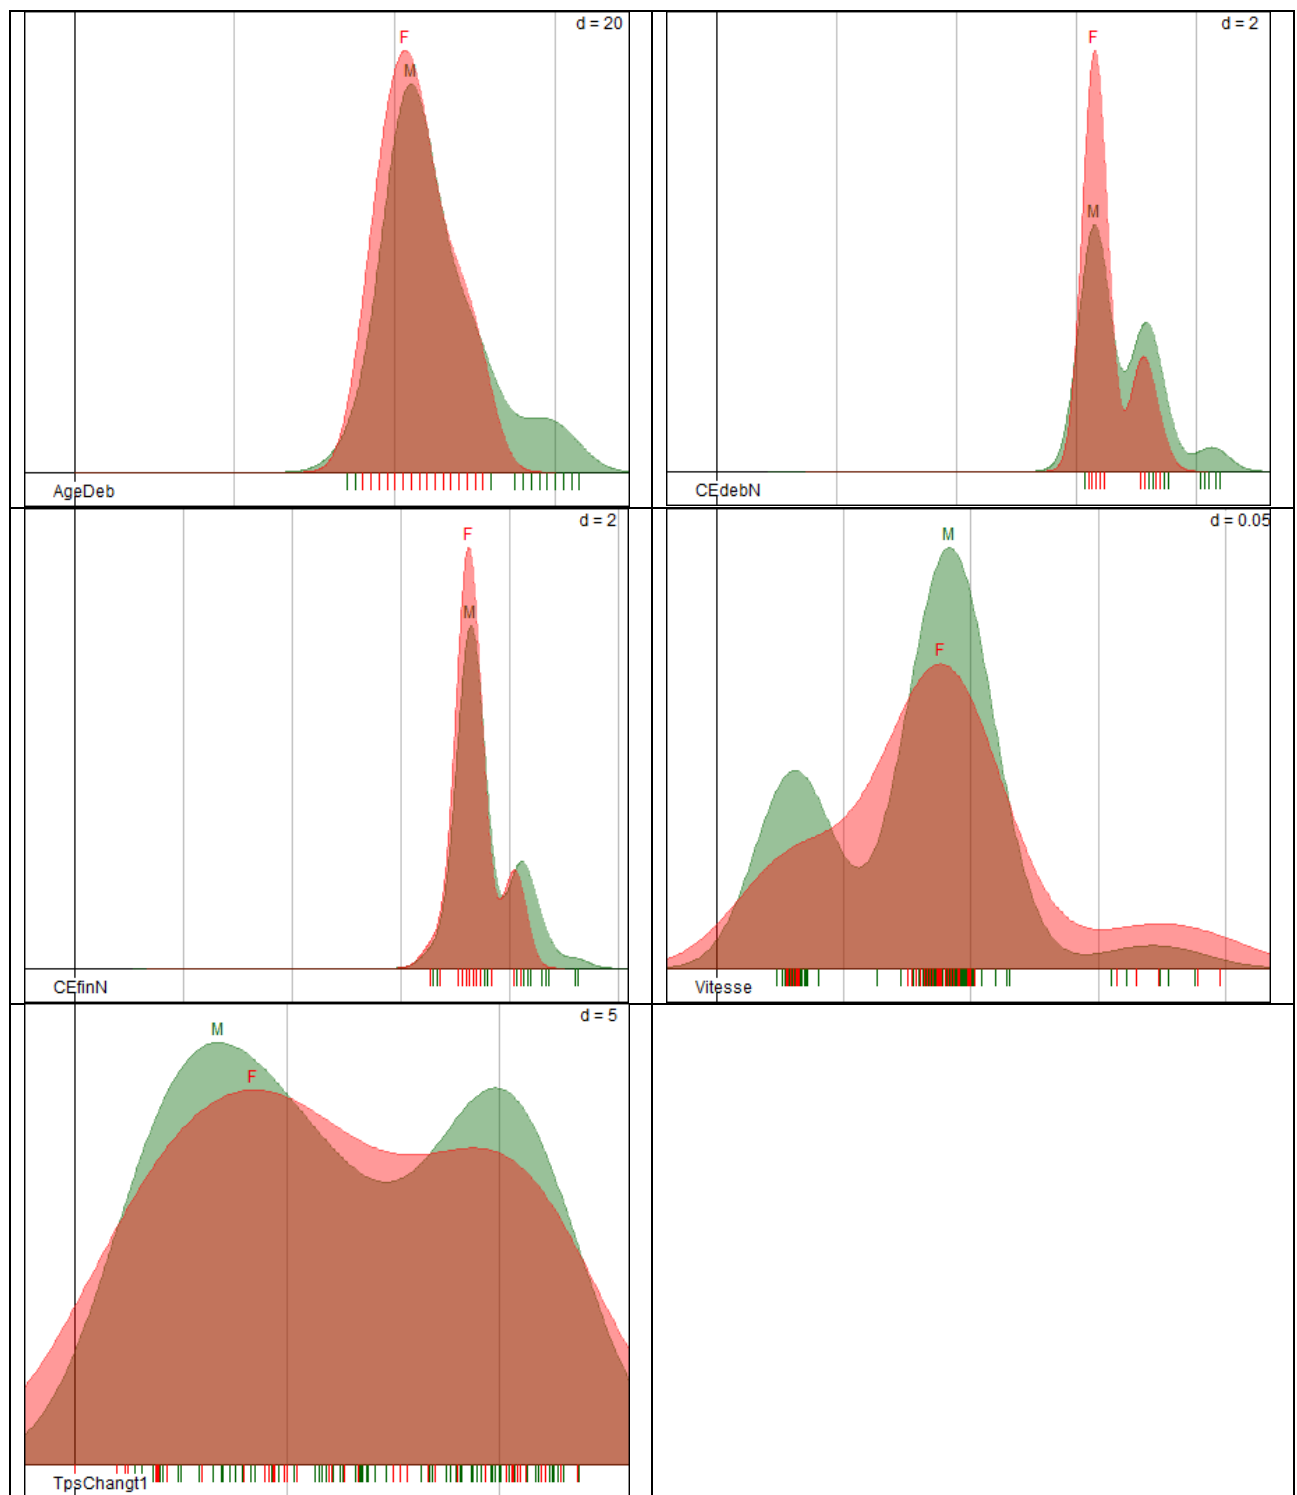 d = 20
F
M
AgeDeb
d = 2
F
M
CEdebN
d = 2
F
M
CEfinN
d = 0.05
M
F
Vitesse
d = 5
M
F
TpsChangt1